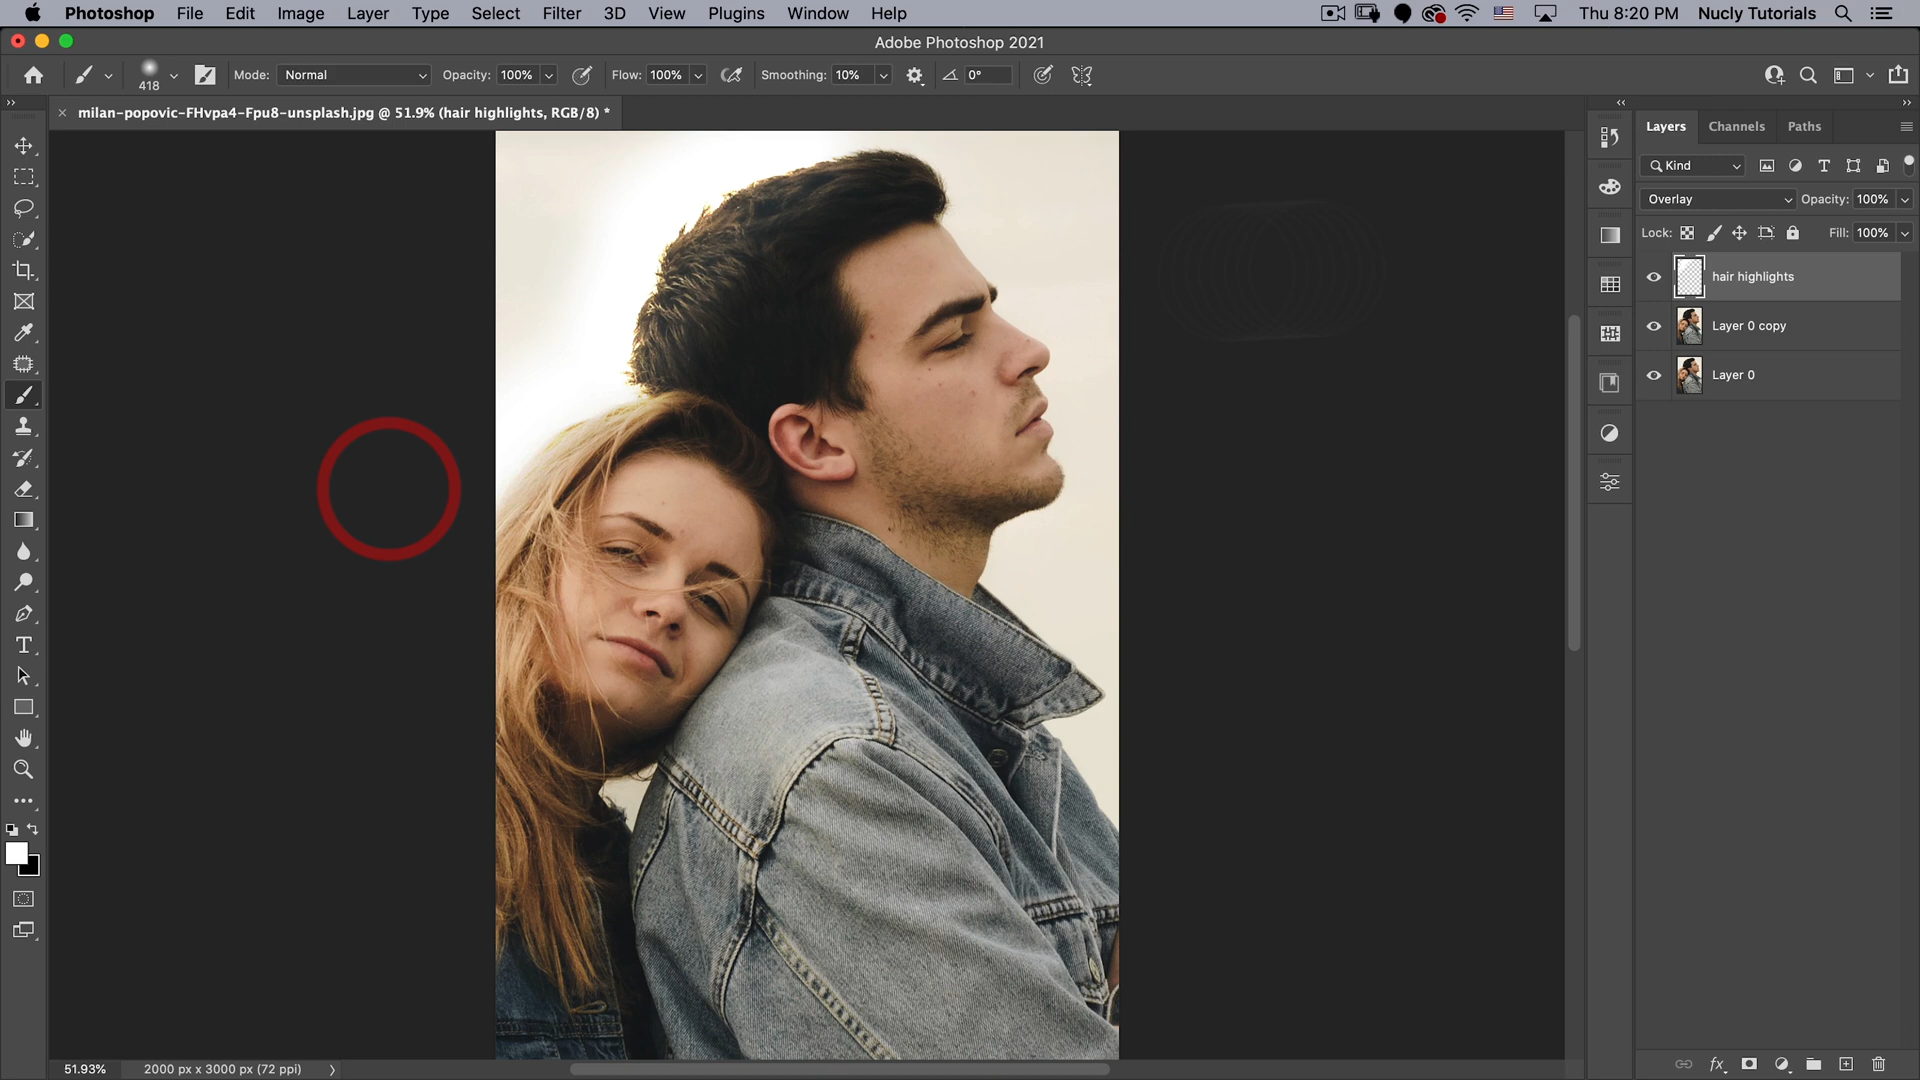 Photoshop File Edit Image Layer Type Select Filter 3D View Plugins Window Help Thu 8:20 PM Nucly Tutorials
Adobe Photoshop 2021
418 Mode: Normal Opacity: 100% Flow: 100% Smoothing: 10% 0°
milan-popovic-FHvpa4-Fpu8-unsplash.jpg @ 51.9% (hair highlights, RGB/8) *
Layers Channels Paths
Kind
Overlay Opacity: 100%
Lock: Fill: 100%
hair highlights
Layer 0 copy
Layer 0
51.93% 2000 px x 3000 px (72 ppi)